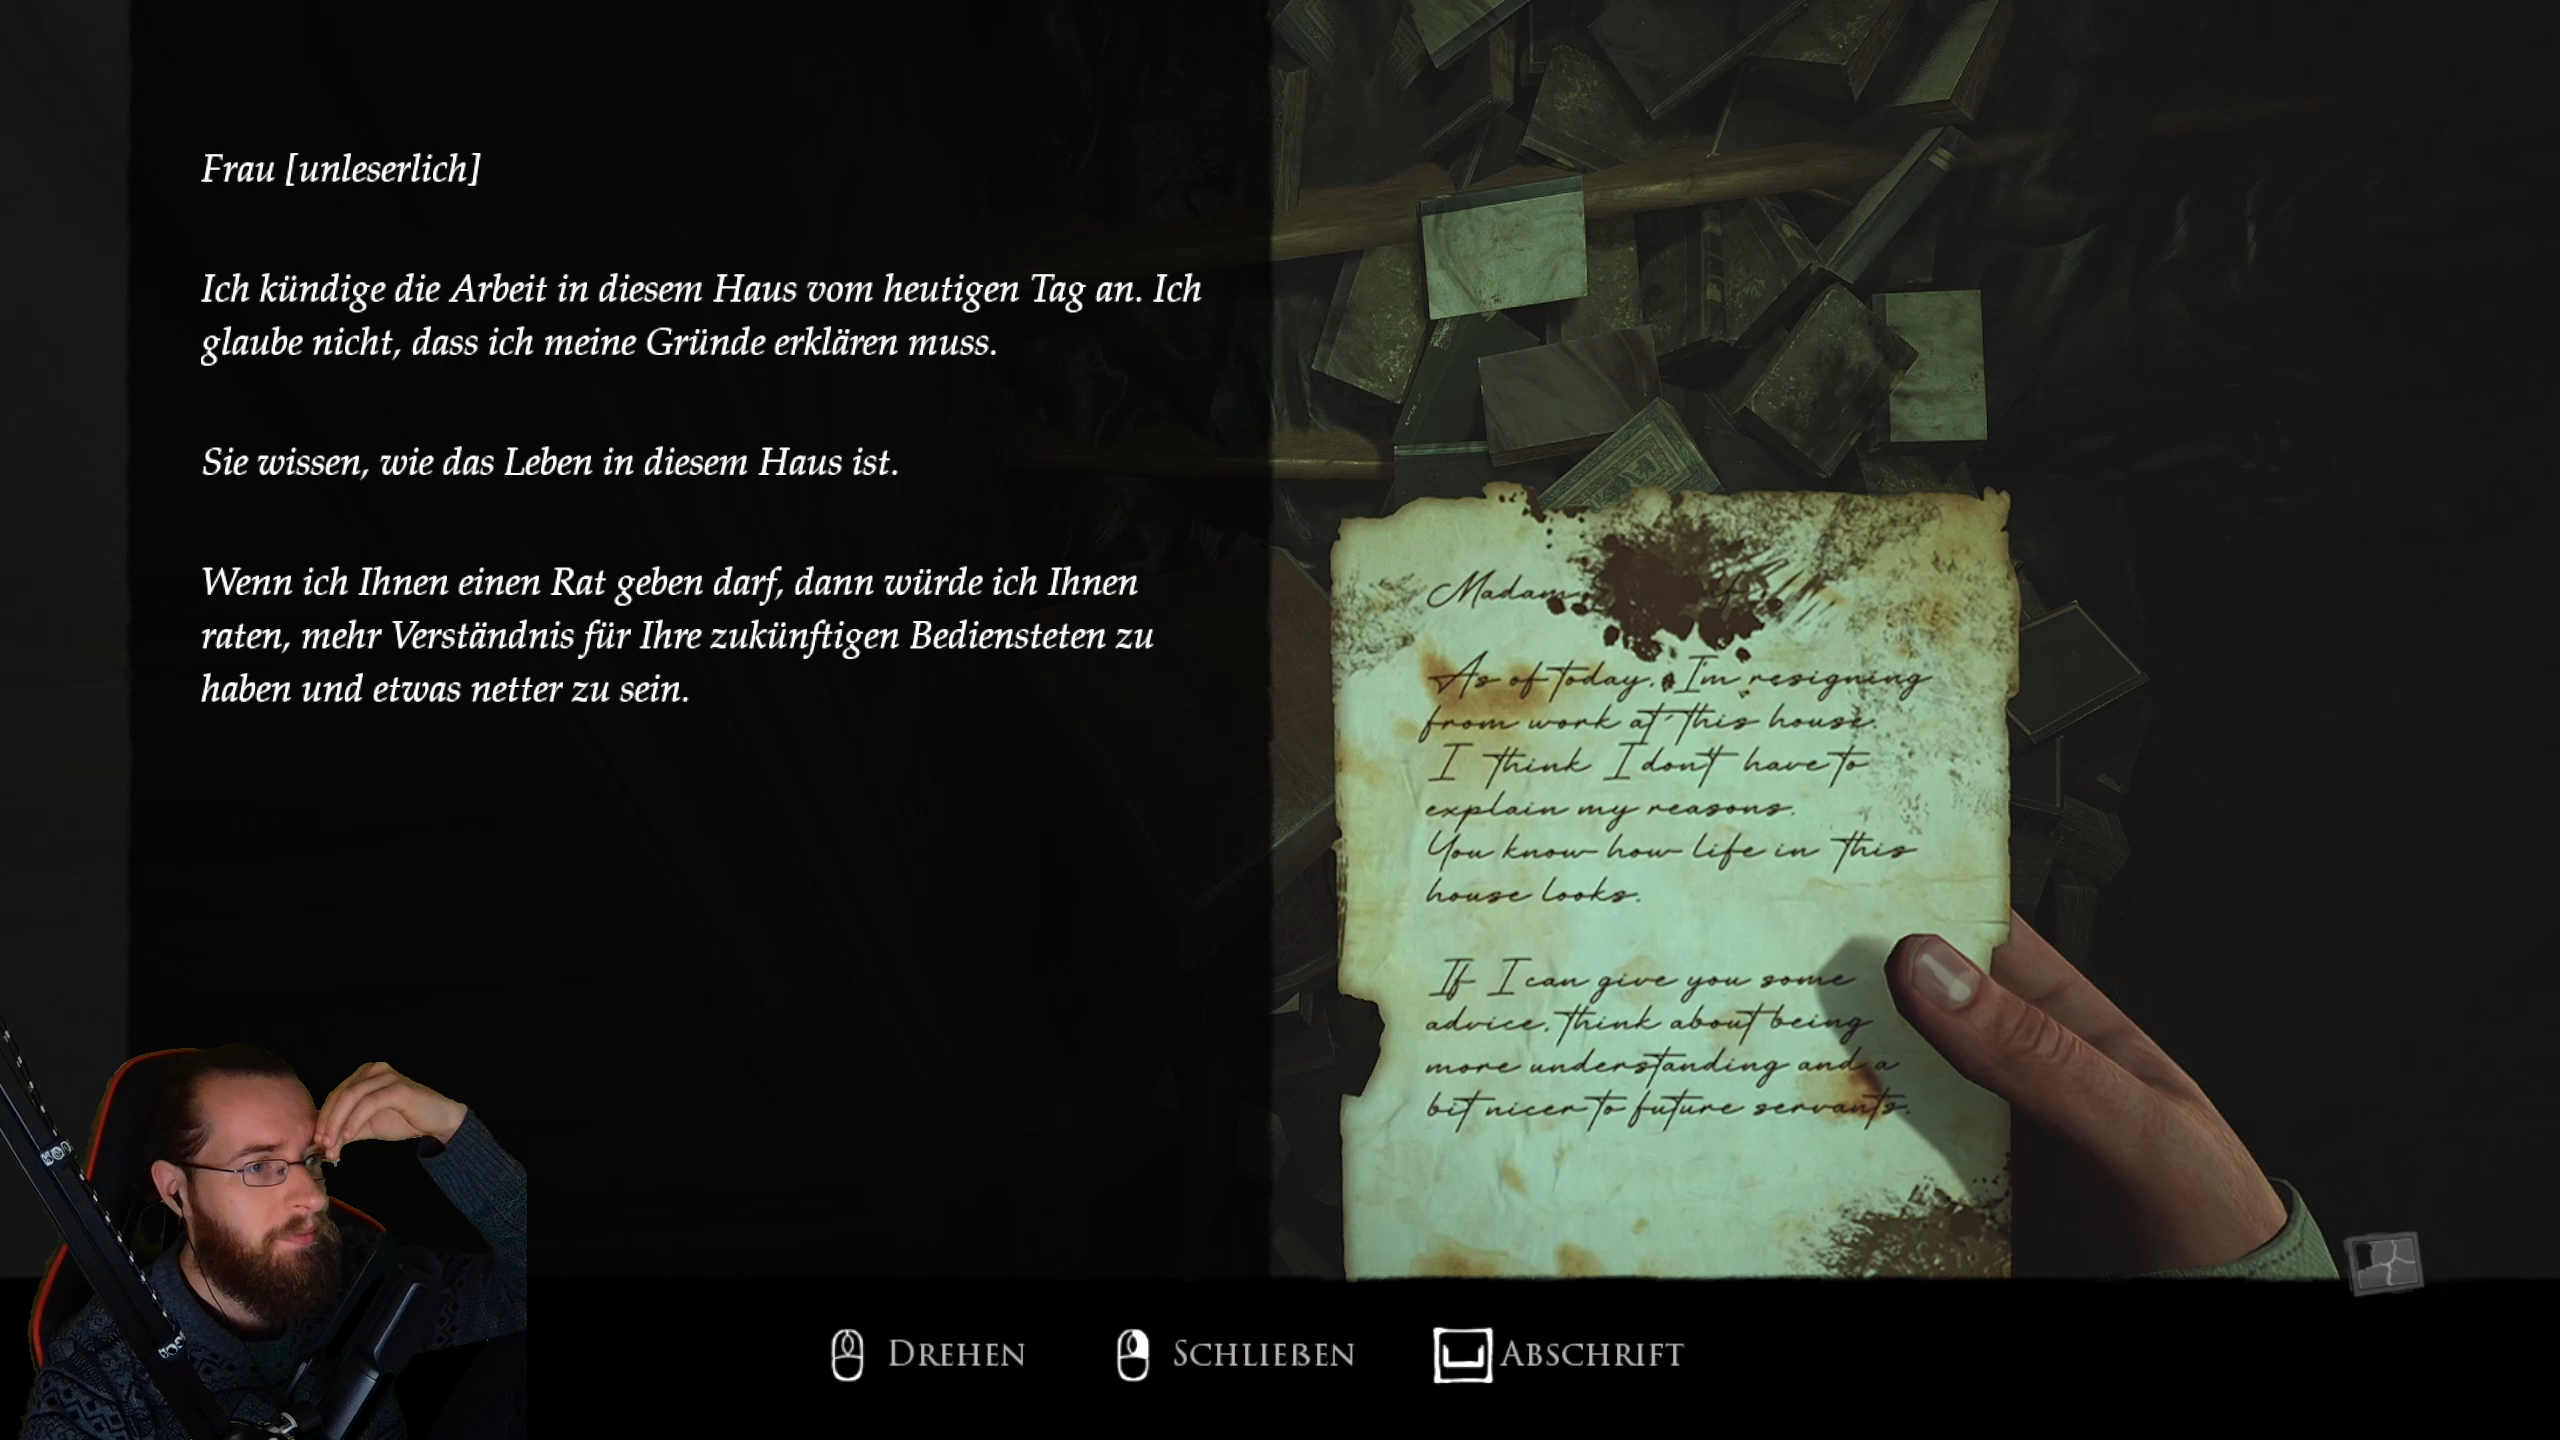 Frau [unleserlich]
Ich kündige die Arbeit in diesem Haus vom heutigen Tag an. Ich
glaube nicht, dass ich meine Gründe erklären muss.
Sie wissen, wie das Leben in diesem Haus ist.
Wenn ich Ihnen einen Rat geben darf, dann würde ich Ihnen
raten, mehr Verständnis für Ihre zukünftigen Bediensteten zu
haben und etwas netter zu sein.
Madam
As of today, I'm resigning
from work at this house.
I think I don't have to
explain my reasons.
You know how life in this
house looks.
If I can give you some
advice, think about being
more understanding and a
bit nicer to future servants.
DREHEN
SCHLIEßEN
ABSCHRIFT